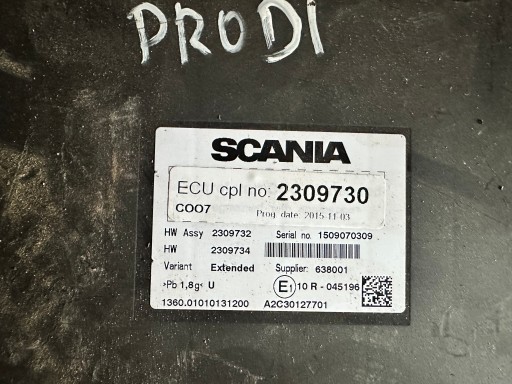 PRODI
SCANIA
ECU cpl no: 2309730
COO7 Prog. date 2015-11-03
HW Assy 2309732 Serial no. 1509070309
HW 2309734
Variant Extended Supplier: 638001
>Pb 1,8g< U E1 10 R - 045196
1360.01010131200 A2C30127701